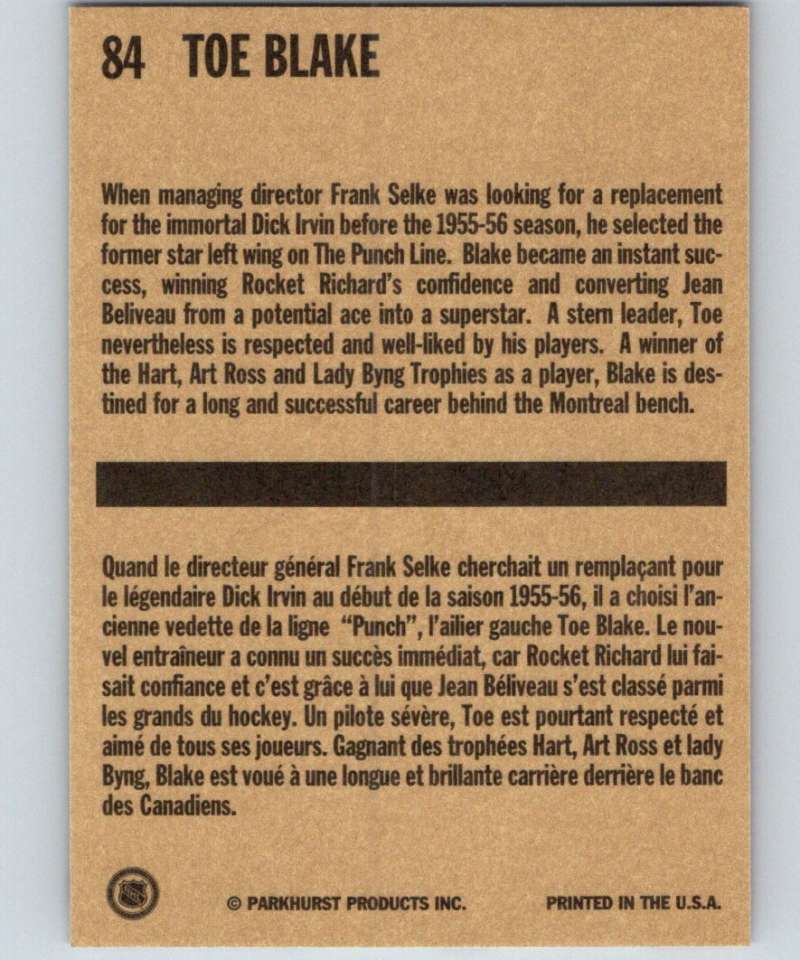 84 TOE BLAKE
When managing director Frank Selke was looking for a replacement
for the immortal Dick Irvin before the 1955-56 season, he selected the
former star left wing on The Punch Line. Blake became an instant suc-
cess, winning Rocket Richard's confidence and converting Jean
Beliveau from a potential ace into a superstar. A stern leader, Toe
nevertheless is respected and well-liked by his players. A winner of
the Hart, Art Ross and Lady Byng Trophies as a player, Blake is des-
tined for a long and successful career behind the Montreal bench.
Quand le directeur général Frank Selke cherchait un remplaçant pour
le légendaire Dick Irvin au début de la saison 1955-56, il a choisi l'an-
cienne vedette de la ligne "Punch", l'ailier gauche Toe Blake. Le nou-
vel entraîneur a connu un succès immédiat, car Rocket Richard lui fai-
sait confiance et c'est grâce à lui que Jean Béliveau s'est classé parmi
les grands du hockey. Un pilote sévère, Toe est pourtant respecté et
aimé de tous ses joueurs. Gagnant des trophées Hart, Art Ross et lady
Byng, Blake est voué à une longue et brillante carrière derrière le banc
des Canadiens.
© PARKHURST PRODUCTS INC. PRINTED IN THE U.S.A.